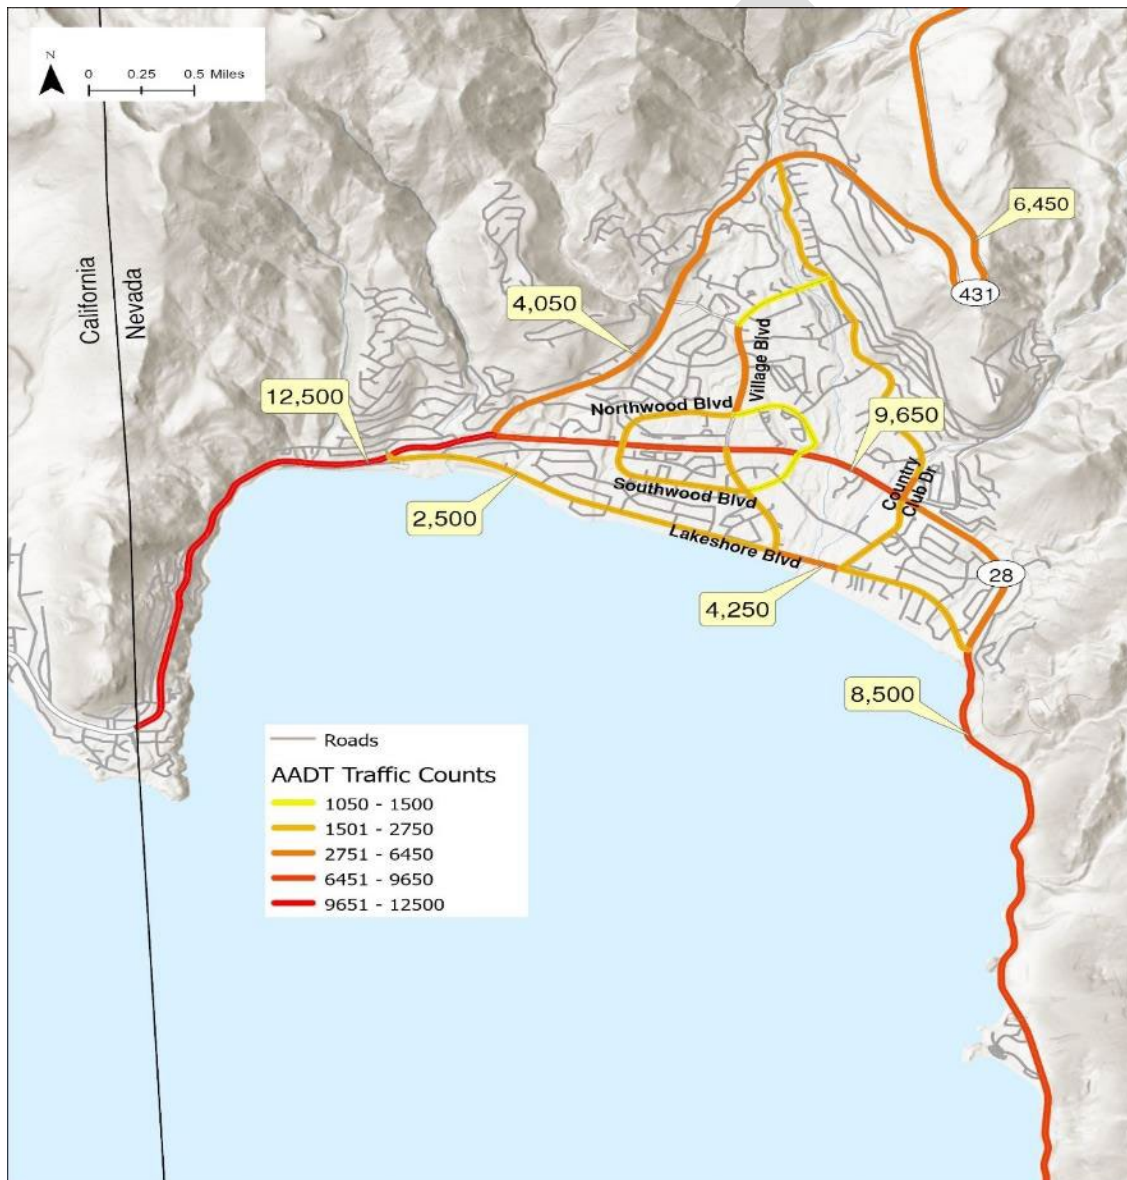 N
0 0.25 0.5 Miles
California
Nevada
6,450
431
4,050
Village Blvd
12,500
Northwood Blvd
9,650
Country
Club Dr
Southwood Blvd
2,500
Lakeshore Blvd
28
4,250
8,500
Roads
AADT Traffic Counts
1050 - 1500
1501 - 2750
2751 - 6450
6451 - 9650
9651 - 12500